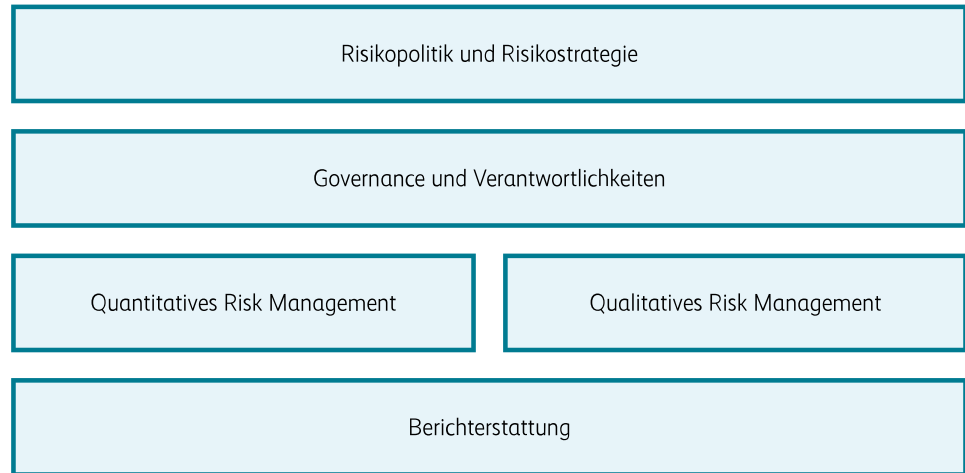 Risikopolitik und Risikostrategie
Governance und Verantwortlichkeiten
Quantitatives Risk Management
Qualitatives Risk Management
Berichterstattung